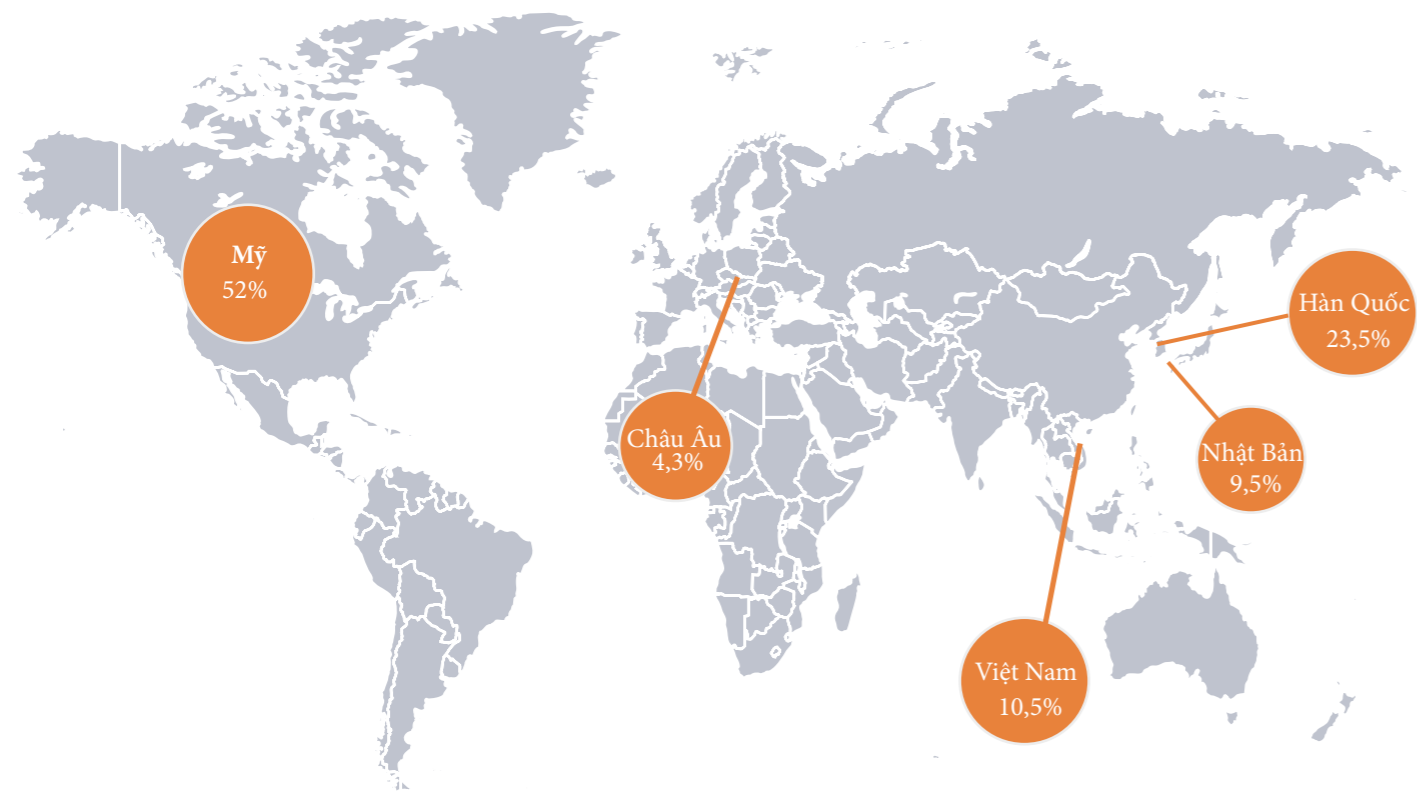 Mỹ
52%
Hàn Quốc
23,5%
Châu Âu
4,3%
Nhật Bản
9,5%
Việt Nam
10,5%